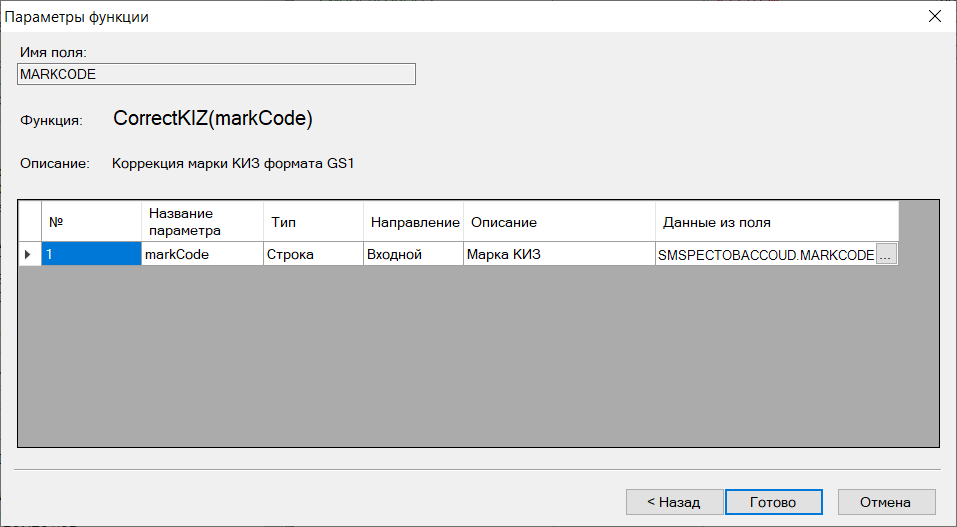 Параметры функции
Имя поля:
MARKCODE
Функция: CorrectKIZ(markCode)
Описание: Коррекция марки КИЗ формата GS1
№ Название параметра Тип Направление Описание Данные из поля
1 markCode Строка Входной Марка КИЗ SMSPECTOBACCOUD.MARKCODE ...
< Назад Готово Отмена